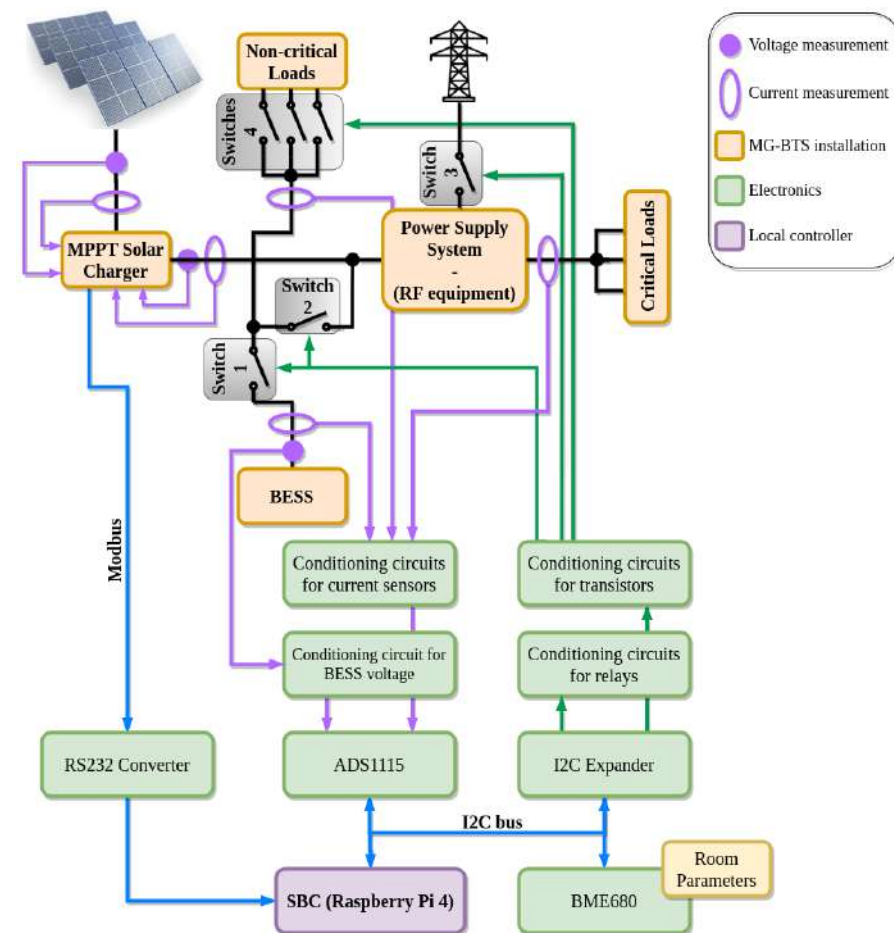 Non-critical
Loads
Switches
4
Switch
3
Voltage measurement
Current measurement
MG-BTS installation
Electronics
Local controller
MPPT Solar
Charger
Power Supply
System
-
(RF equipment)
Critical Loads
Switch
2
Switch
1
BESS
Modbus
Conditioning circuits
for current sensors
Conditioning circuits
for transistors
Conditioning circuit for
BESS voltage
Conditioning circuits
for relays
RS232 Converter
ADS1115
I2C Expander
I2C bus
SBC (Raspberry Pi 4)
BME680
Room
Parameters